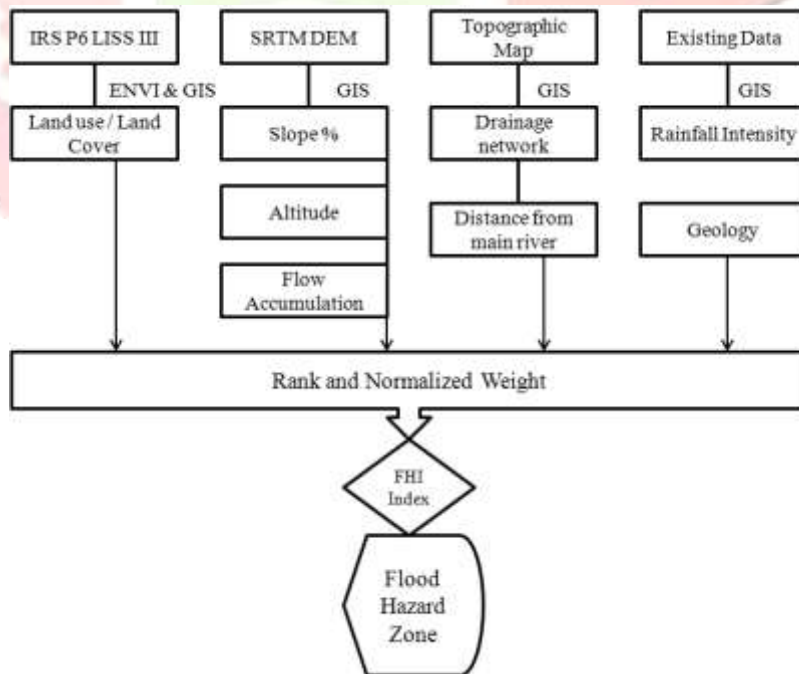 IRS P6 LISS III
SRTM DEM
Topographic
Map
Existing Data
ENVI & GIS
GIS
GIS
GIS
Land use / Land
Cover
Slope %
Drainage
network
Rainfall Intensity
Altitude
Distance from
main river
Geology
Flow
Accumulation
Rank and Normalized Weight
FHI
Index
Flood
Hazard
Zone